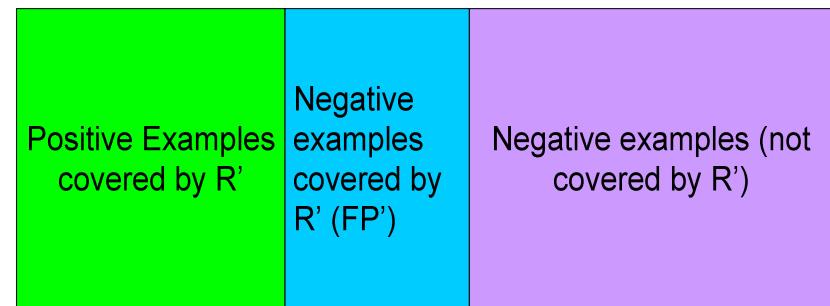 Positive Examples
covered by R’
Negative
examples
covered by
R’ (FP’)
Negative examples (not
covered by R’)